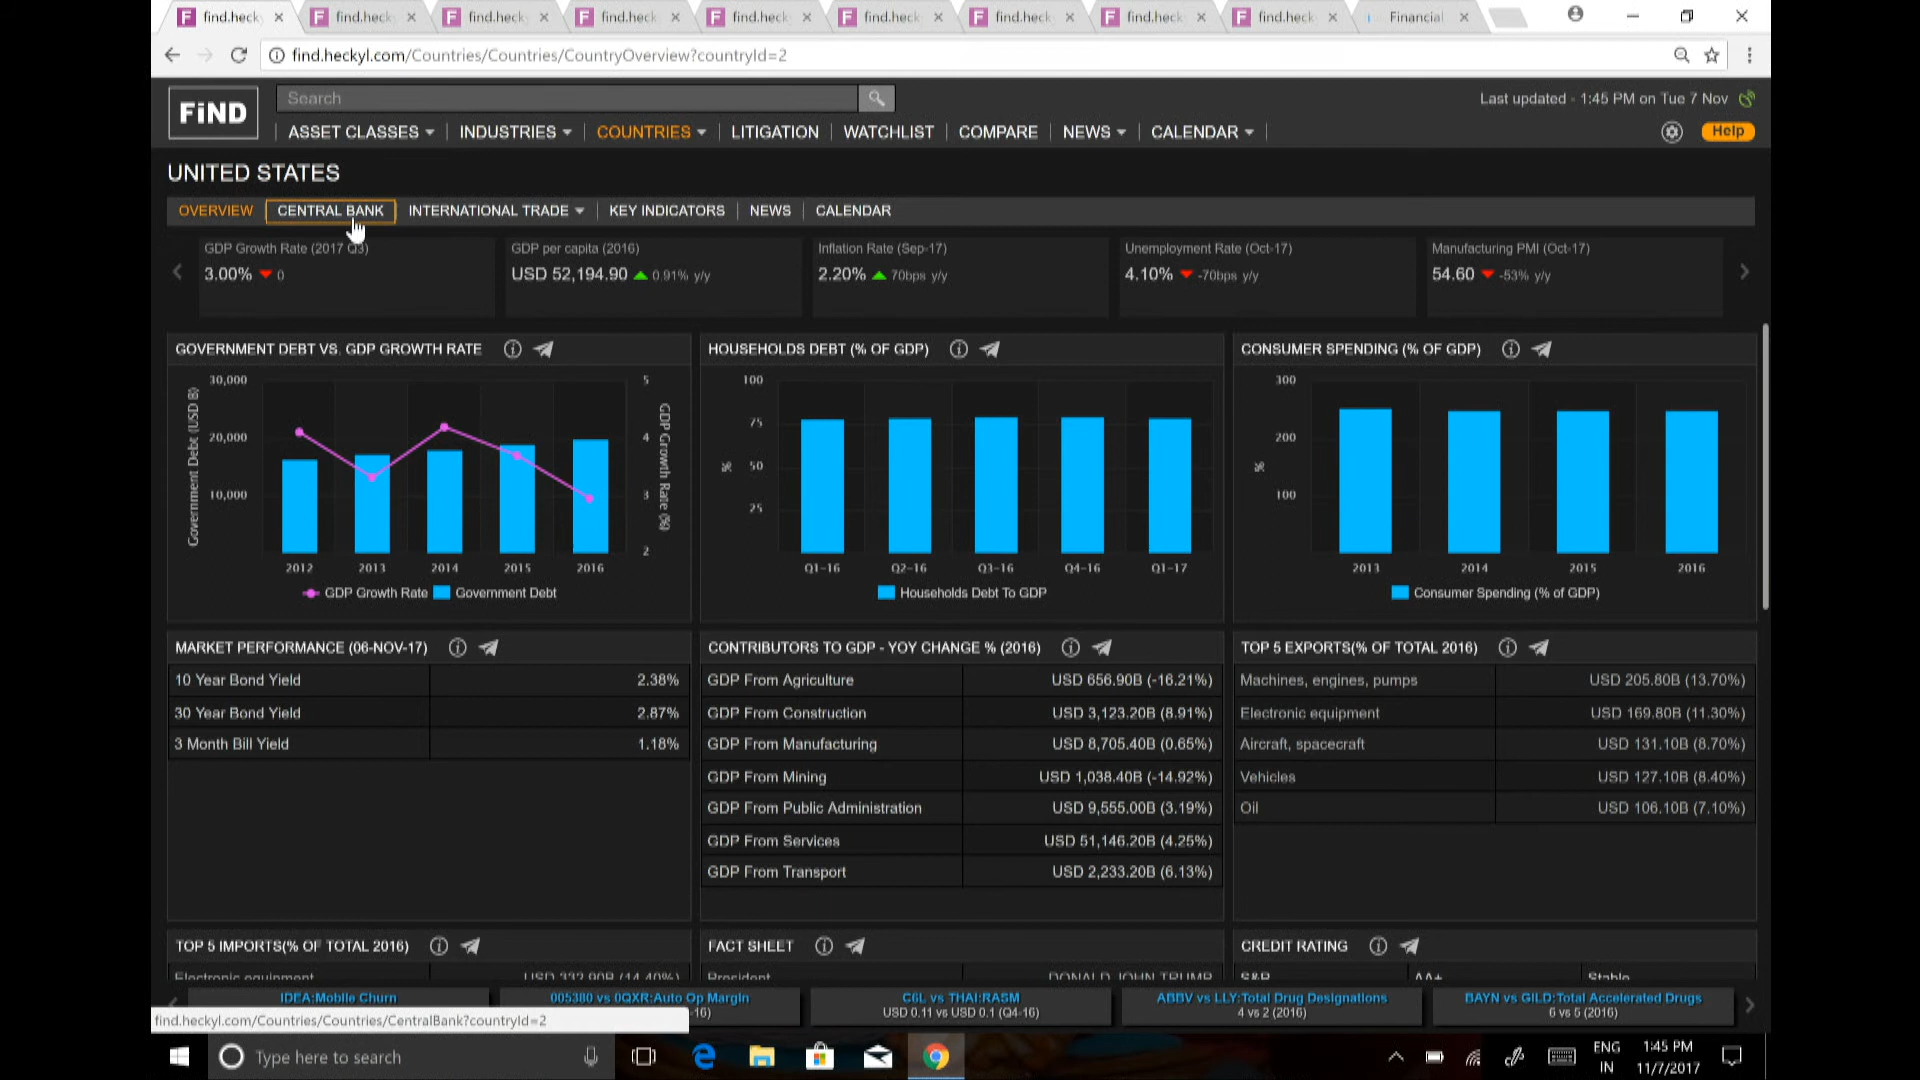 find.heck find.heck find.heck find.heck find.heck find.heck find.heck find.heck find.heck Financial
find.heckyl.com/Countries/Countries/CountryOverview?countryId=2
FiND
Search
Last updated - 1:45 PM on Tue 7 Nov
ASSET CLASSES INDUSTRIES COUNTRIES LITIGATION WATCHLIST COMPARE NEWS CALENDAR Help
UNITED STATES
OVERVIEW CENTRAL BANK INTERNATIONAL TRADE KEY INDICATORS NEWS CALENDAR
GDP Growth Rate (2017 Q3) GDP per capita (2016) Inflation Rate (Sep-17) Unemployment Rate (Oct-17) Manufacturing PMI (Oct-17)
3.00% 0 USD 52,194.90 0.91% y/y 2.20% 70bps y/y 4.10% -70bps y/y 54.60 -53% y/y
GOVERNMENT DEBT VS. GDP GROWTH RATE
30,000
20,000
10,000
Government Debt (USD B)
5
4
3
2
GDP Growth Rate (%)
2012 2013 2014 2015 2016
GDP Growth Rate Government Debt
HOUSEHOLDS DEBT (% OF GDP)
100
75
50
25
%
Q1-16 Q2-16 Q3-16 Q4-16 Q1-17
Households Debt To GDP
CONSUMER SPENDING (% OF GDP)
300
200
100
%
2013 2014 2015 2016
Consumer Spending (% of GDP)
MARKET PERFORMANCE (06-NOV-17)
10 Year Bond Yield 2.38%
30 Year Bond Yield 2.87%
3 Month Bill Yield 1.18%
CONTRIBUTORS TO GDP - YOY CHANGE % (2016)
GDP From Agriculture USD 656.90B (-16.21%)
GDP From Construction USD 3,123.20B (8.91%)
GDP From Manufacturing USD 8,705.40B (0.65%)
GDP From Mining USD 1,038.40B (-14.92%)
GDP From Public Administration USD 9,555.00B (3.19%)
GDP From Services USD 51,146.20B (4.25%)
GDP From Transport USD 2,233.20B (6.13%)
TOP 5 EXPORTS(% OF TOTAL 2016)
Machines, engines, pumps USD 205.80B (13.70%)
Electronic equipment USD 169.80B (11.30%)
Aircraft, spacecraft USD 131.10B (8.70%)
Vehicles USD 127.10B (8.40%)
Oil USD 106.10B (7.10%)
TOP 5 IMPORTS(% OF TOTAL 2016)
Electronic equipment USD 332.90B (14.40%)
FACT SHEET
President DONALD JOHN TRUMP
CREDIT RATING
S&P AA+ Stable
IDEA:Mobile Churn 005380 vs 0QXR:Auto Op Margin C6L vs THAI:RASM ABBV vs LLY:Total Drug Designations BAYN vs GILD:Total Accelerated Drugs
-16) USD 0.11 vs USD 0.1 (Q4-16) 4 vs 2 (2016) 6 vs 5 (2016)
find.heckyl.com/Countries/Countries/CentralBank?countryId=2
Type here to search
ENG
IN
1:45 PM
11/7/2017